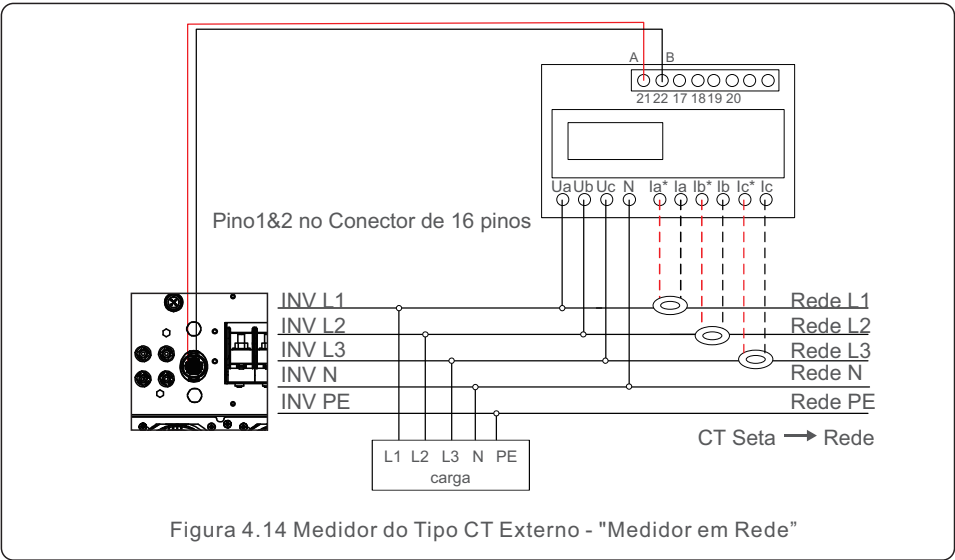 A B
21 22 17 18 19 20
Ua Ub Uc N Ia* Ia Ib* Ib Ic* Ic
Pino1&2 no Conector de 16 pinos
INV L1 Rede L1
INV L2 Rede L2
INV L3 Rede L3
INV N Rede N
INV PE Rede PE
CT Seta → Rede
L1 L2 L3 N PE
carga
Figura 4.14 Medidor do Tipo CT Externo - "Medidor em Rede”